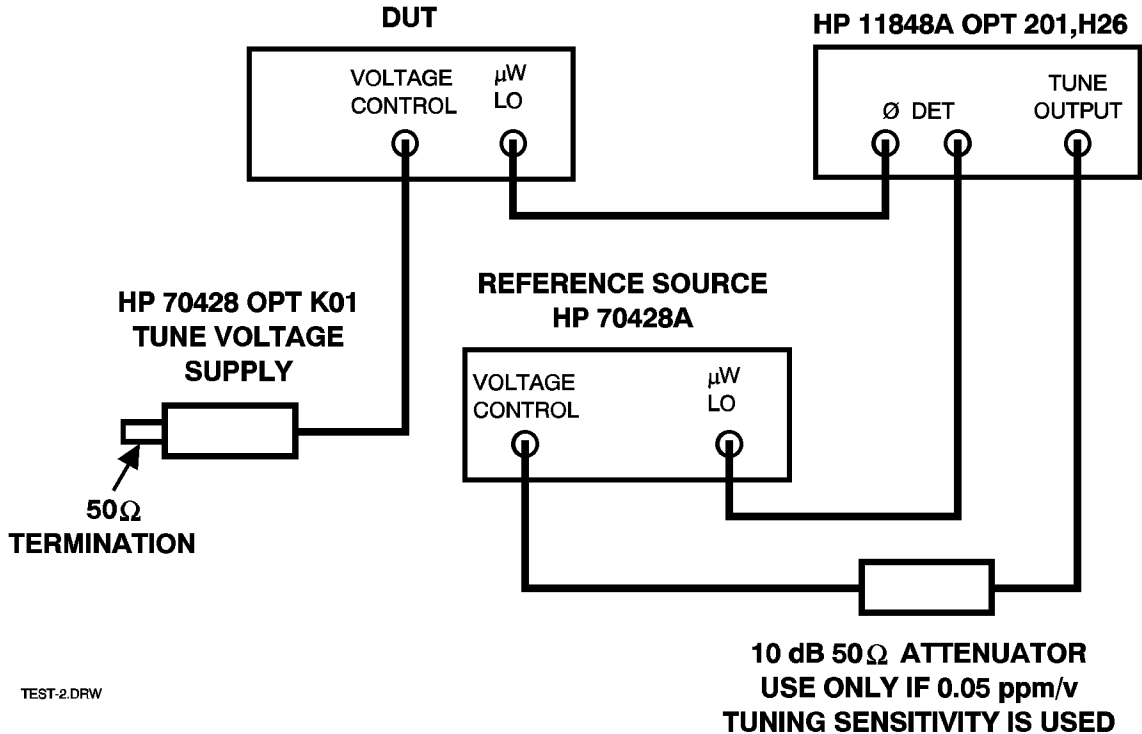 DUT
HP 11848A OPT 201,H26
VOLTAGE
CONTROL
µW
LO
Ø DET
TUNE
OUTPUT
HP 70428 OPT K01
TUNE VOLTAGE
SUPPLY
REFERENCE SOURCE
HP 70428A
VOLTAGE
CONTROL
µW
LO
50Ω
TERMINATION
10 dB 50Ω ATTENUATOR
USE ONLY IF 0.05 ppm/v
TUNING SENSITIVITY IS USED
TEST-2.DRW